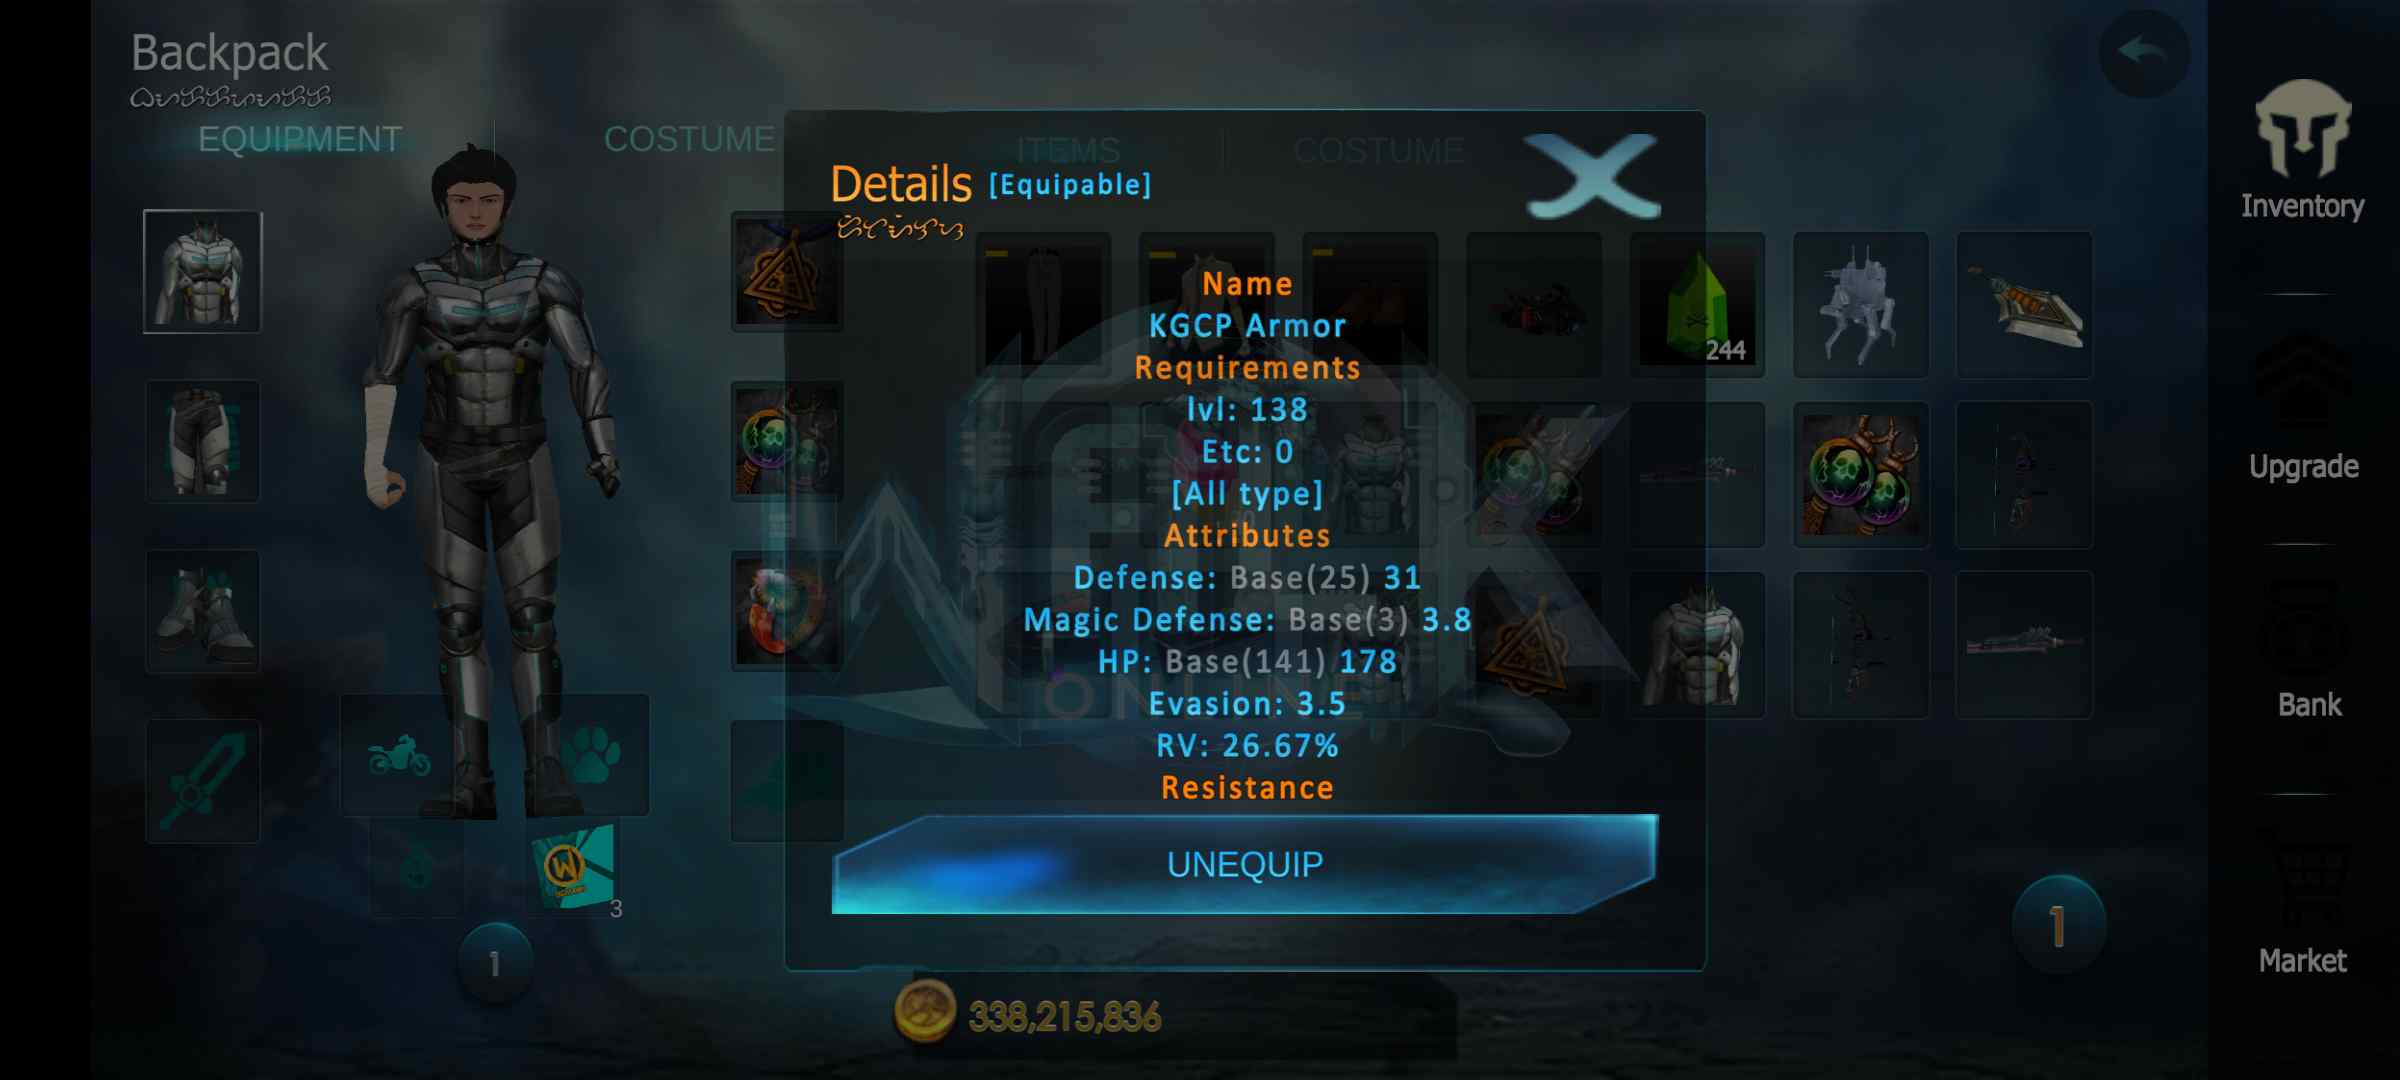 Backpack
EQUIPMENT
COSTUME
ITEMS
COSTUME
Details [Equipable]
Name
KGCP Armor
Requirements
lvl: 138
Etc: 0
[All type]
Attributes
Defense: Base(25) 31
Magic Defense: Base(3) 3.8
HP: Base(141) 178
Evasion: 3.5
RV: 26.67%
Resistance
UNEQUIP
244
ONLINE
3
1
338,215,836
1
Inventory
Upgrade
Bank
Market